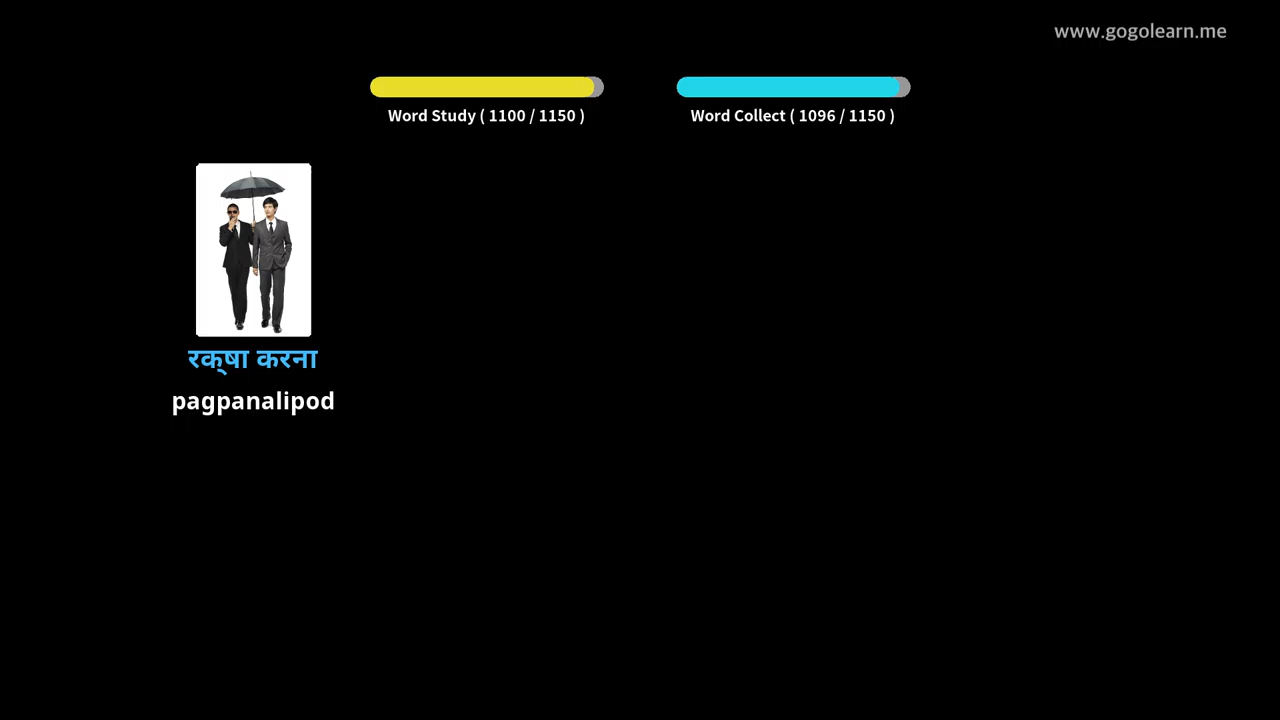 www.gogolearn.me
Word Study ( 1100 / 1150 )
Word Collect ( 1096 / 1150 )
रक्षा करना
pagpanalipod